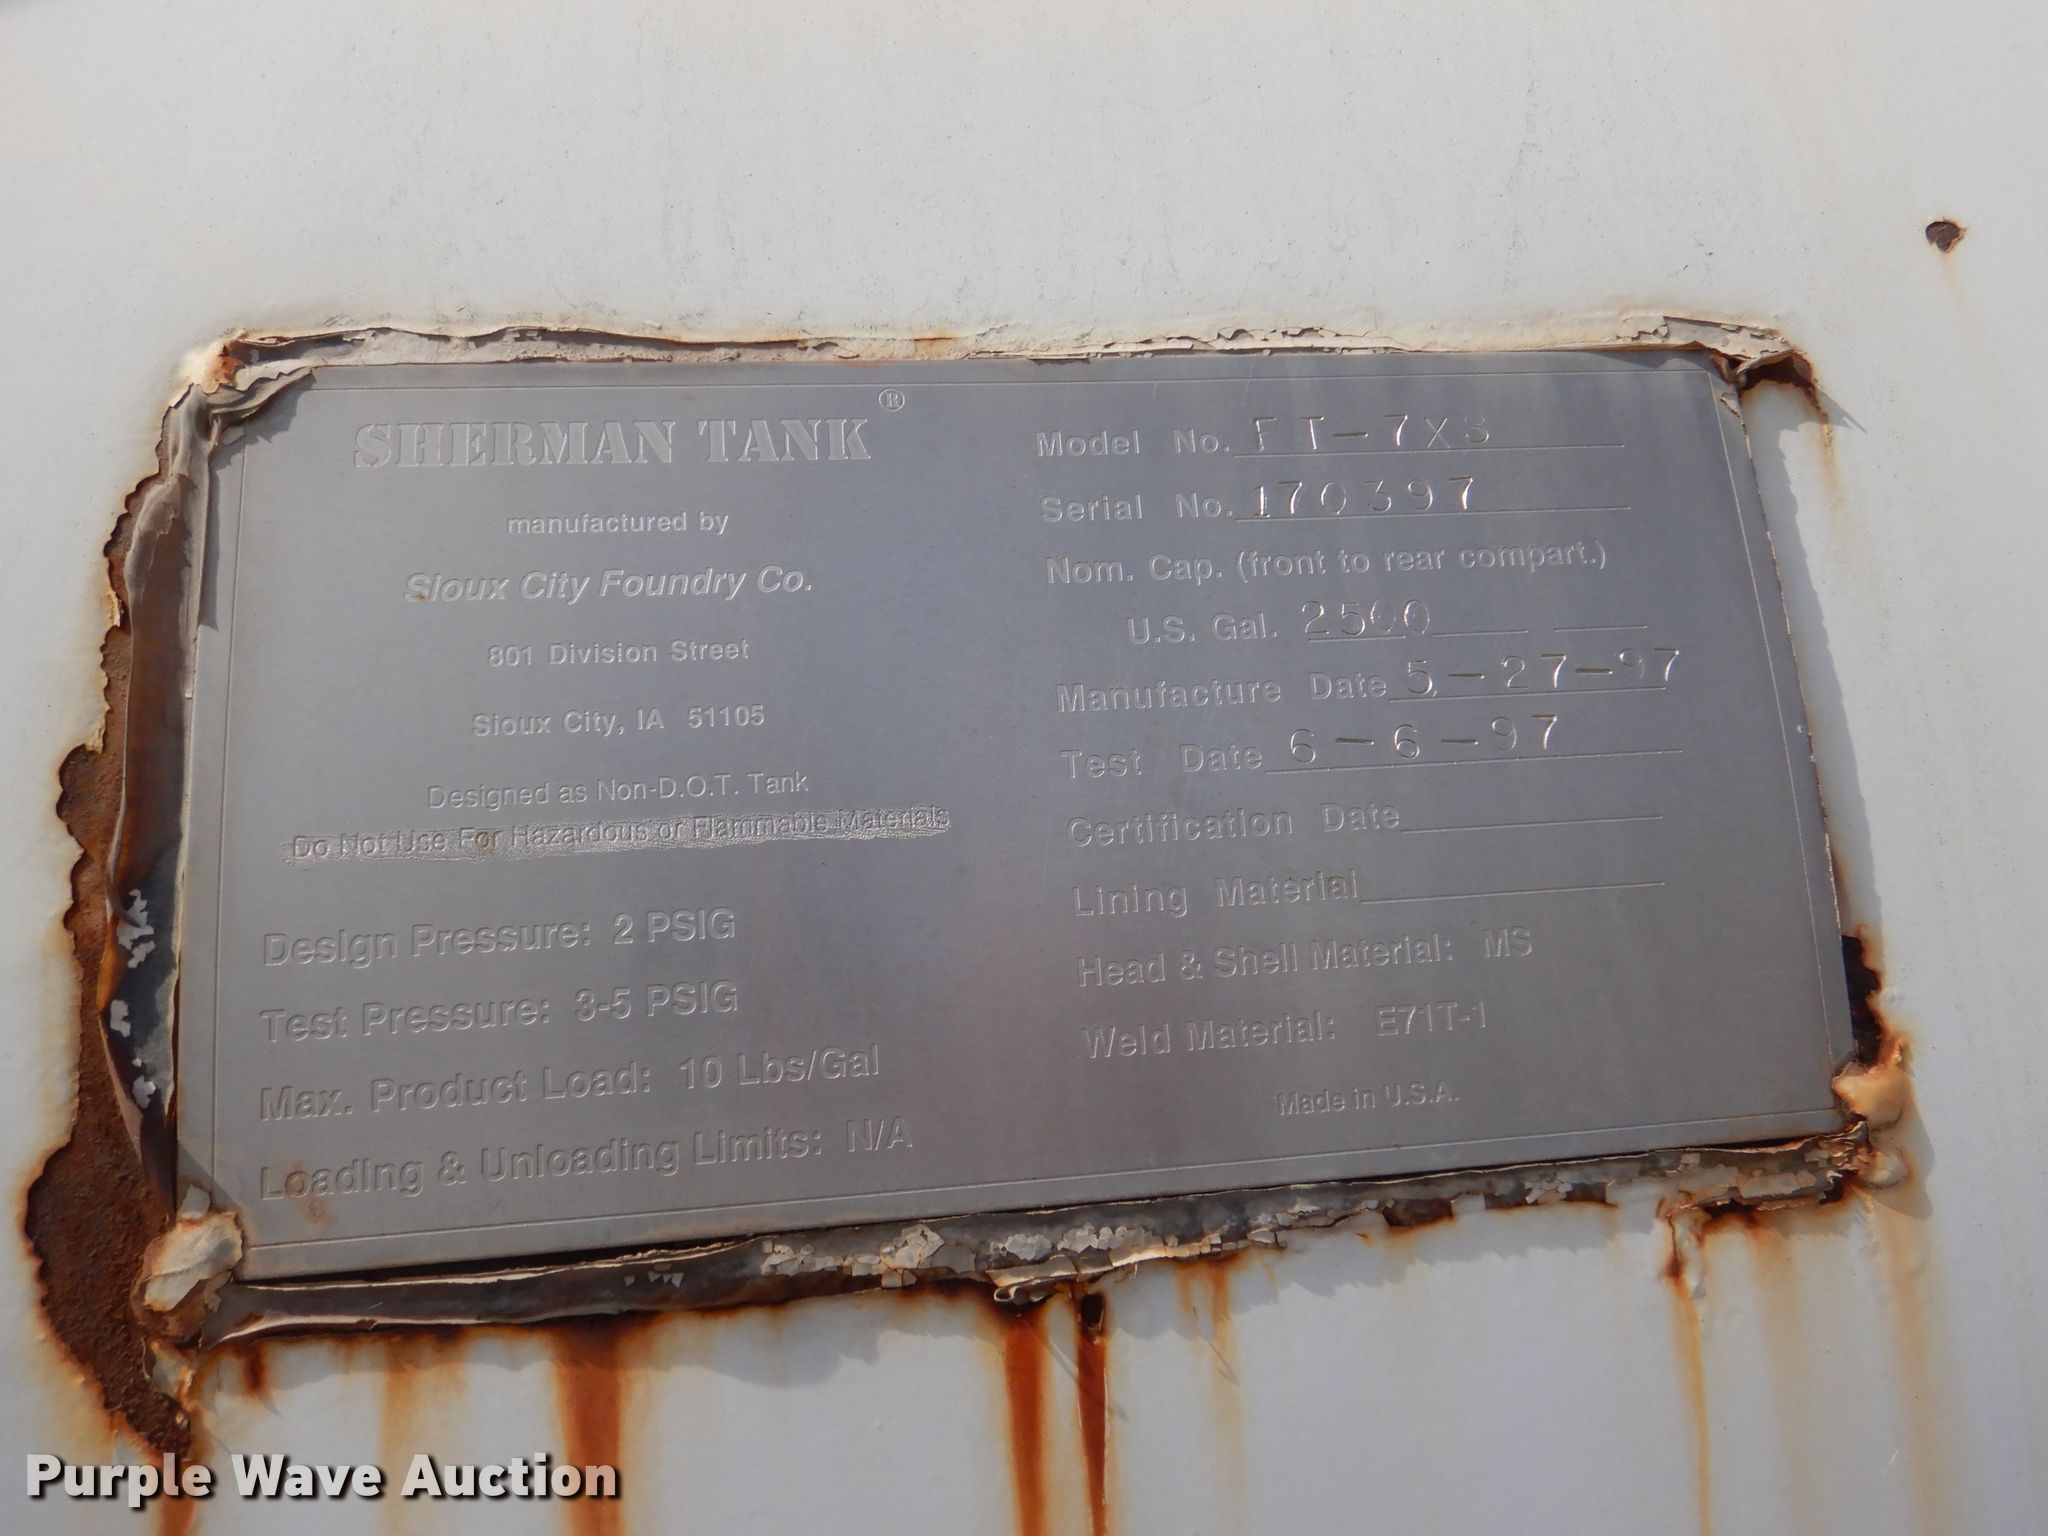 SHERMAN TANK®
manufactured by
Sioux City Foundry Co.
801 Division Street
Sioux City, IA 51105
Designed as Non-D.O.T. Tank
Do Not Use For Hazardous or Flammable Materials
Design Pressure: 2 PSIG
Test Pressure: 3-5 PSIG
Max. Product Load: 10 Lbs/Gal
Loading & Unloading Limits: N/A
Model No. FT-7XS
Serial No. 170397
Nom. Cap. (front to rear compart.)
U.S. Gal. 2500
Manufacture Date 5-27-97
Test Date 6-6-97
Certification Date
Lining Material
Head & Shell Material: MS
Weld Material: E71T-1
Made in U.S.A.
Purple Wave Auction